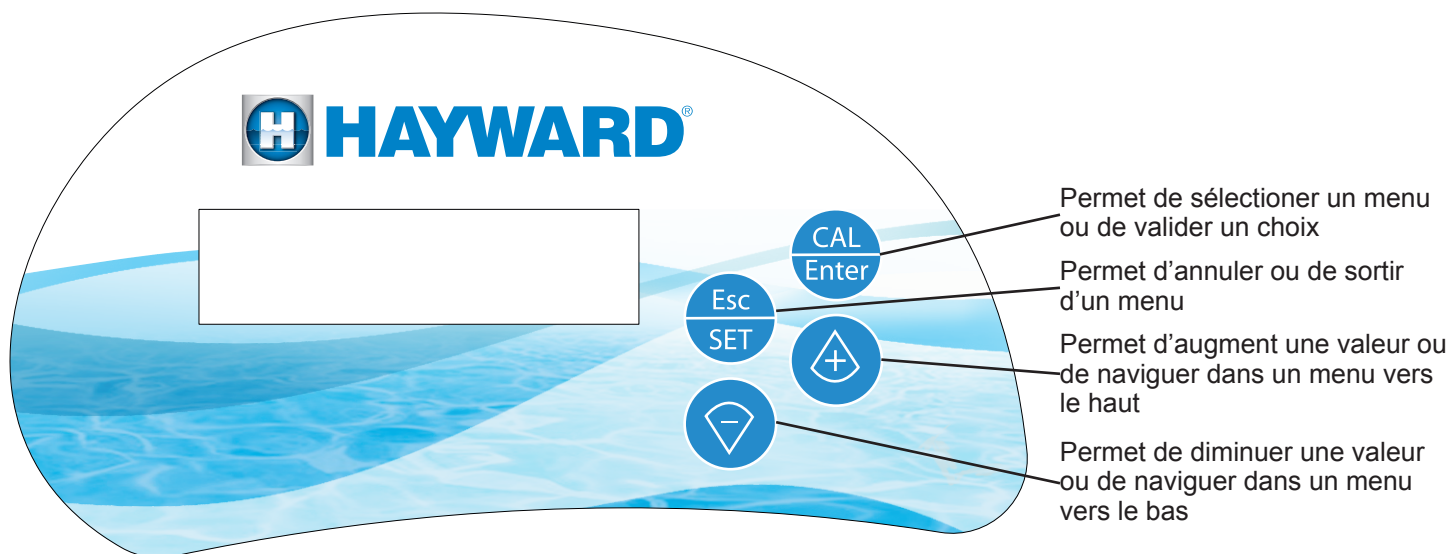 HAYWARD®
CAL
Enter
Esc
SET
+
-
Permet de sélectioner un menu
ou de valider un choix
Permet d'annuler ou de sortir
d'un menu
Permet d'augment une valeur ou
de naviguer dans un menu vers
le haut
Permet de diminuer une valeur
ou de naviguer dans un menu
vers le bas